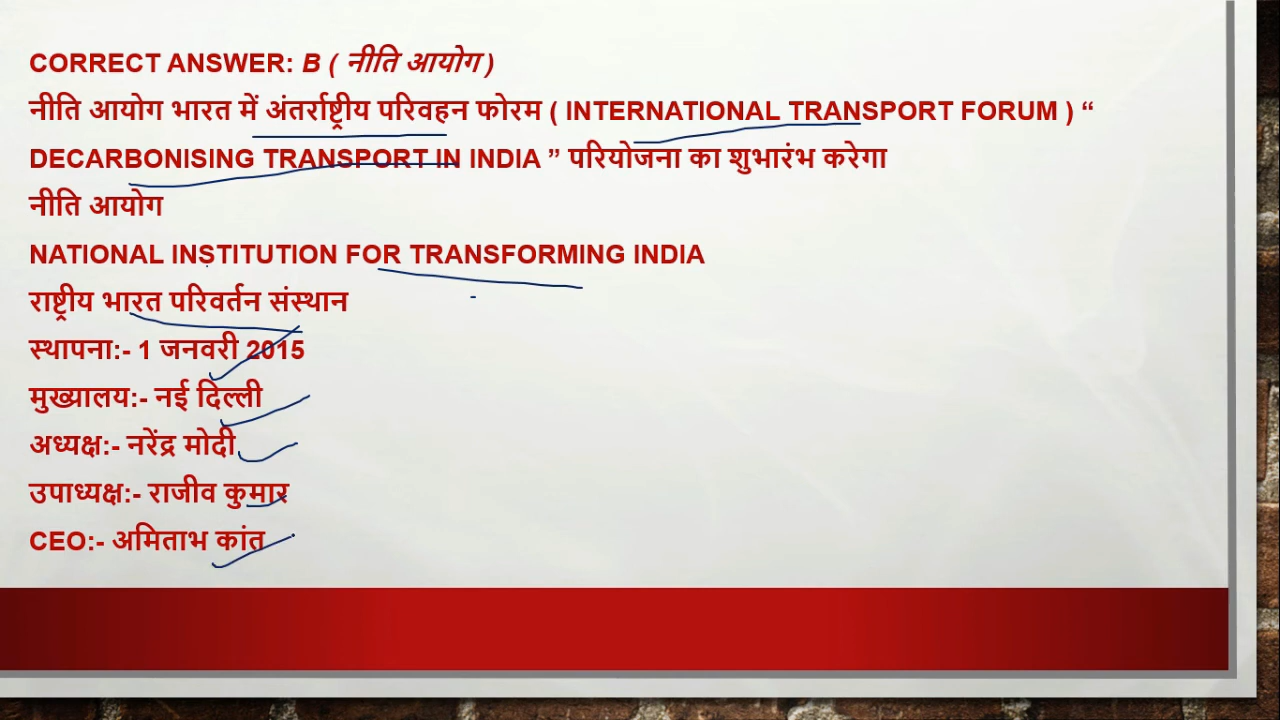 CORRECT ANSWER: B ( नीति आयोग )
नीति आयोग भारत में अंतर्राष्ट्रीय परिवहन फोरम ( INTERNATIONAL TRANSPORT FORUM ) “
DECARBONISING TRANSPORT IN INDIA ” परियोजना का शुभारंभ करेगा
नीति आयोग
NATIONAL INSTITUTION FOR TRANSFORMING INDIA
राष्ट्रीय भारत परिवर्तन संस्थान
स्थापना:- 1 जनवरी 2015
मुख्यालय:- नई दिल्ली
अध्यक्ष:- नरेंद्र मोदी
उपाध्यक्ष:- राजीव कुमार
CEO:- अमिताभ कांत